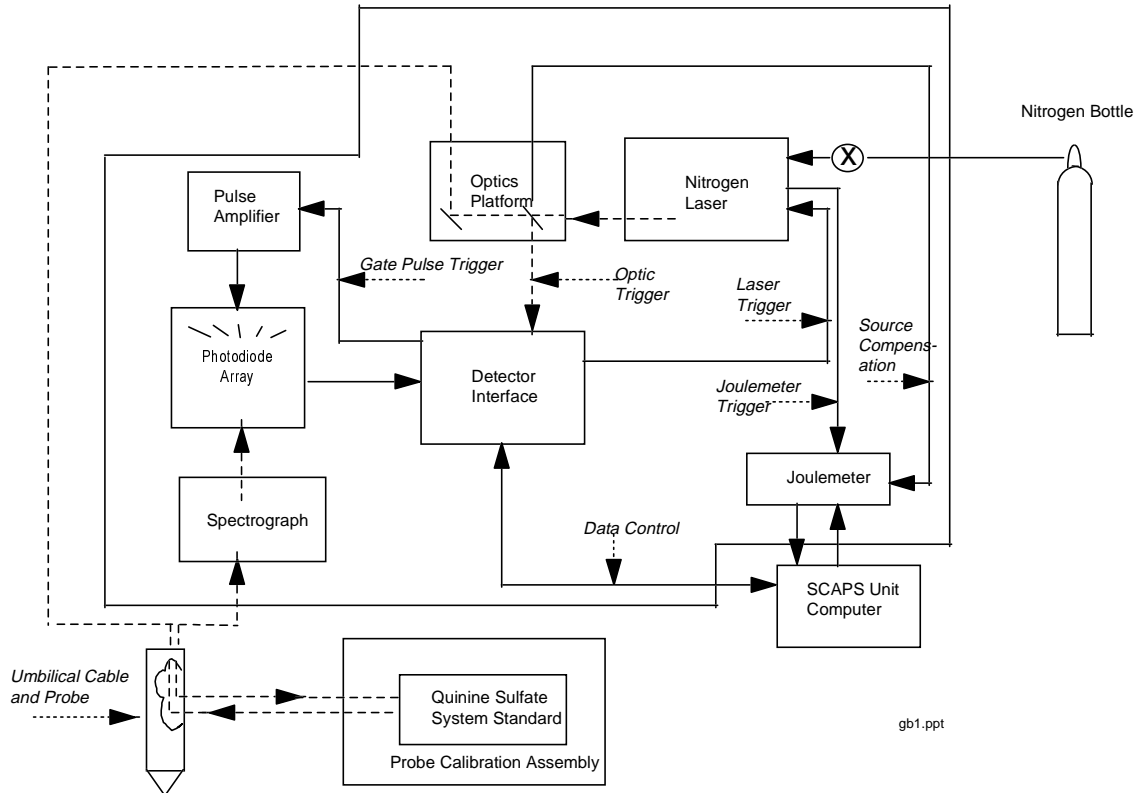 Nitrogen Bottle
X
Optics
Platform
Nitrogen
Laser
Pulse
Amplifier
Gate Pulse Trigger
Optic
Trigger
Laser
Trigger
Source
Compens-
ation
Photodiode
Array
Detector
Interface
Joulemeter
Trigger
Joulemeter
Spectrograph
Data Control
SCAPS Unit
Computer
Umbilical Cable
and Probe
Quinine Sulfate
System Standard
Probe Calibration Assembly
gb1.ppt